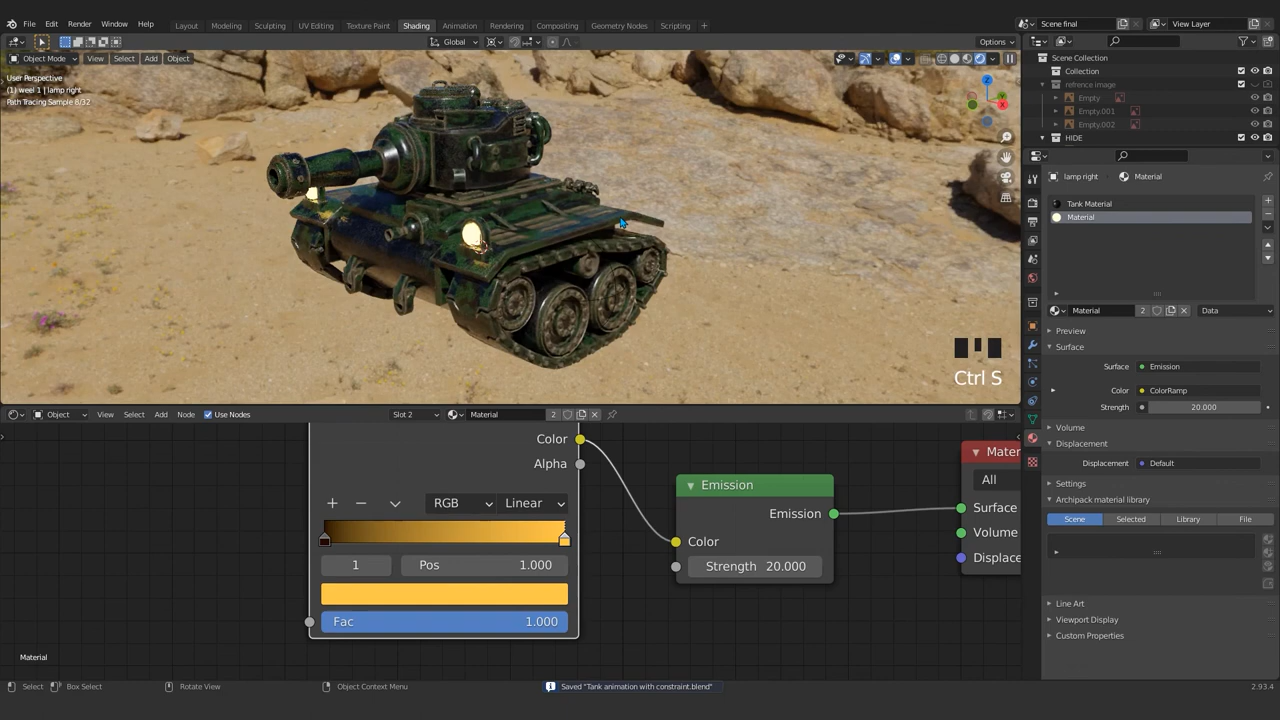 File Edit Render Window Help Layout Modeling Sculpting UV Editing Texture Paint Shading Animation Rendering Compositing Geometry Nodes Scripting Scene final View Layer
Global Options
Object Mode View Select Add Object
User Perspective
(1) weel 1 | lamp right
Path Tracing Sample 8/32
Z
Y
X
Ctrl S
Scene Collection
Collection
refrence image
Empty
Empty.001
Empty.002
HIDE
lamp right Material
Tank Material
Material
Material 2 Data
Preview
Surface
Surface Emission
Color ColorRamp
Strength 20.000
Volume
Displacement
Displacement Default
Settings
Archipack material library
Scene Selected Library File
Line Art
Viewport Display
Custom Properties
Object View Select Add Node Use Nodes Slot 2 Material 2
Color
Alpha
RGB Linear
1 Pos 1.000
Fac 1.000
Emission
Emission
Color
Strength 20.000
Mater
All
Surface
Volume
Displace
Material
Select Box Select Rotate View Object Context Menu Saved "Tank animation with constraint.blend" 2.93.4